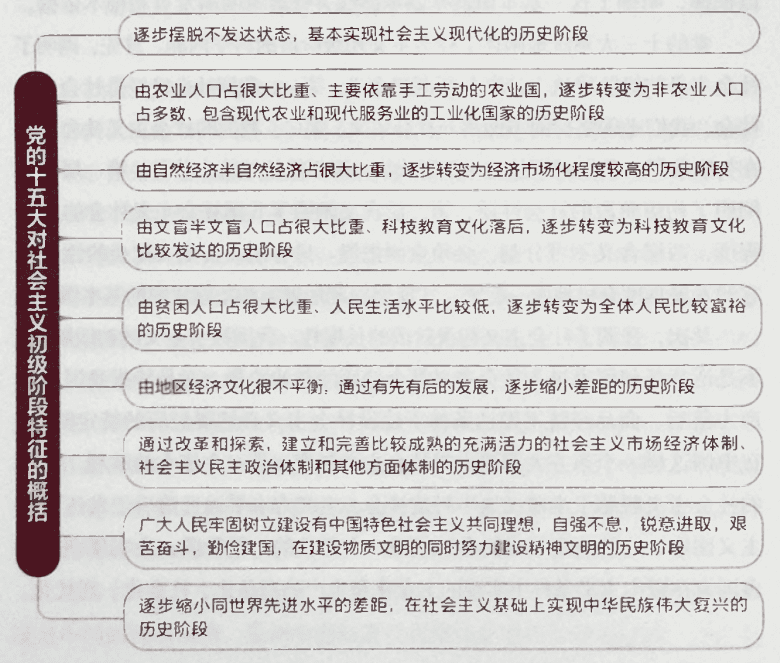 党的十五大对社会主义初级阶段特征的概括
逐步摆脱不发达状态，基本实现社会主义现代化的历史阶段
由农业人口占很大比重、主要依靠手工劳动的农业国，逐步转变为非农业人口
占多数、包含现代农业和现代服务业的工业化国家的历史阶段
由自然经济半自然经济占很大比重，逐步转变为经济市场化程度较高的历史阶段
由文盲半文盲人口占很大比重、科技教育文化落后，逐步转变为科技教育文化
比较发达的历史阶段
由贫困人口占很大比重、人民生活水平比较低，逐步转变为全体人民比较富裕
的历史阶段
由地区经济文化很不平衡，通过有先有后的发展，逐步缩小差距的历史阶段
通过改革和探索，建立和完善比较成熟的充满活力的社会主义市场经济体制、
社会主义民主政治体制和其他方面体制的历史阶段
广大人民牢固树立建设有中国特色社会主义共同理想，自强不息，锐意进取，艰
苦奋斗，勤俭建国，在建设物质文明的同时努力建设精神文明的历史阶段
逐步缩小同世界先进水平的差距，在社会主义基础上实现中华民族伟大复兴的
历史阶段